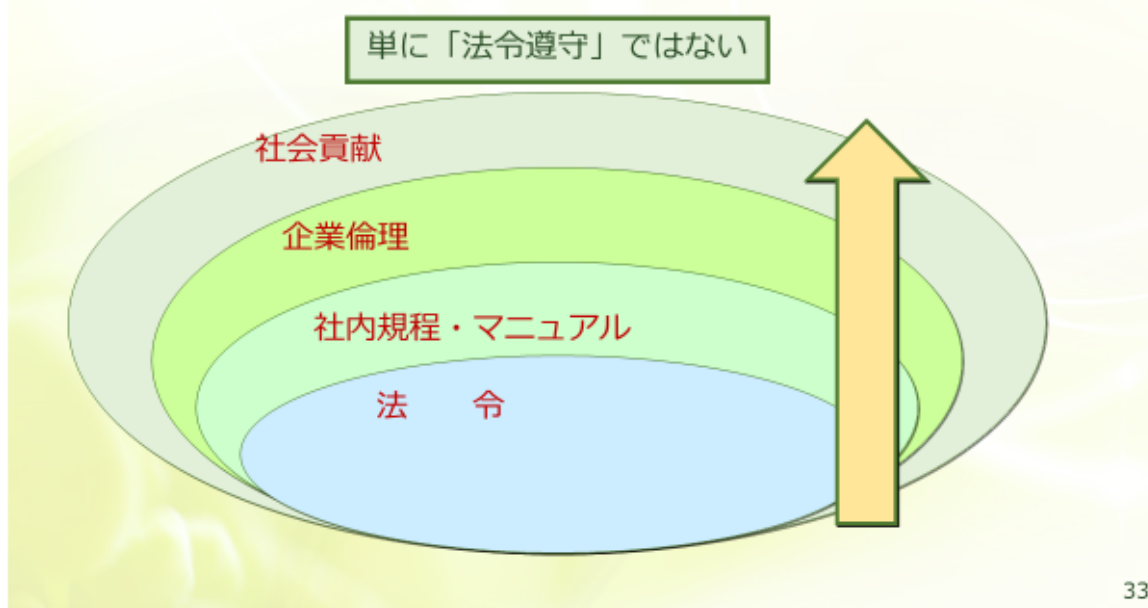 単に「法令遵守」ではない
社会貢献
企業倫理
社内規程・マニュアル
法　　令
33